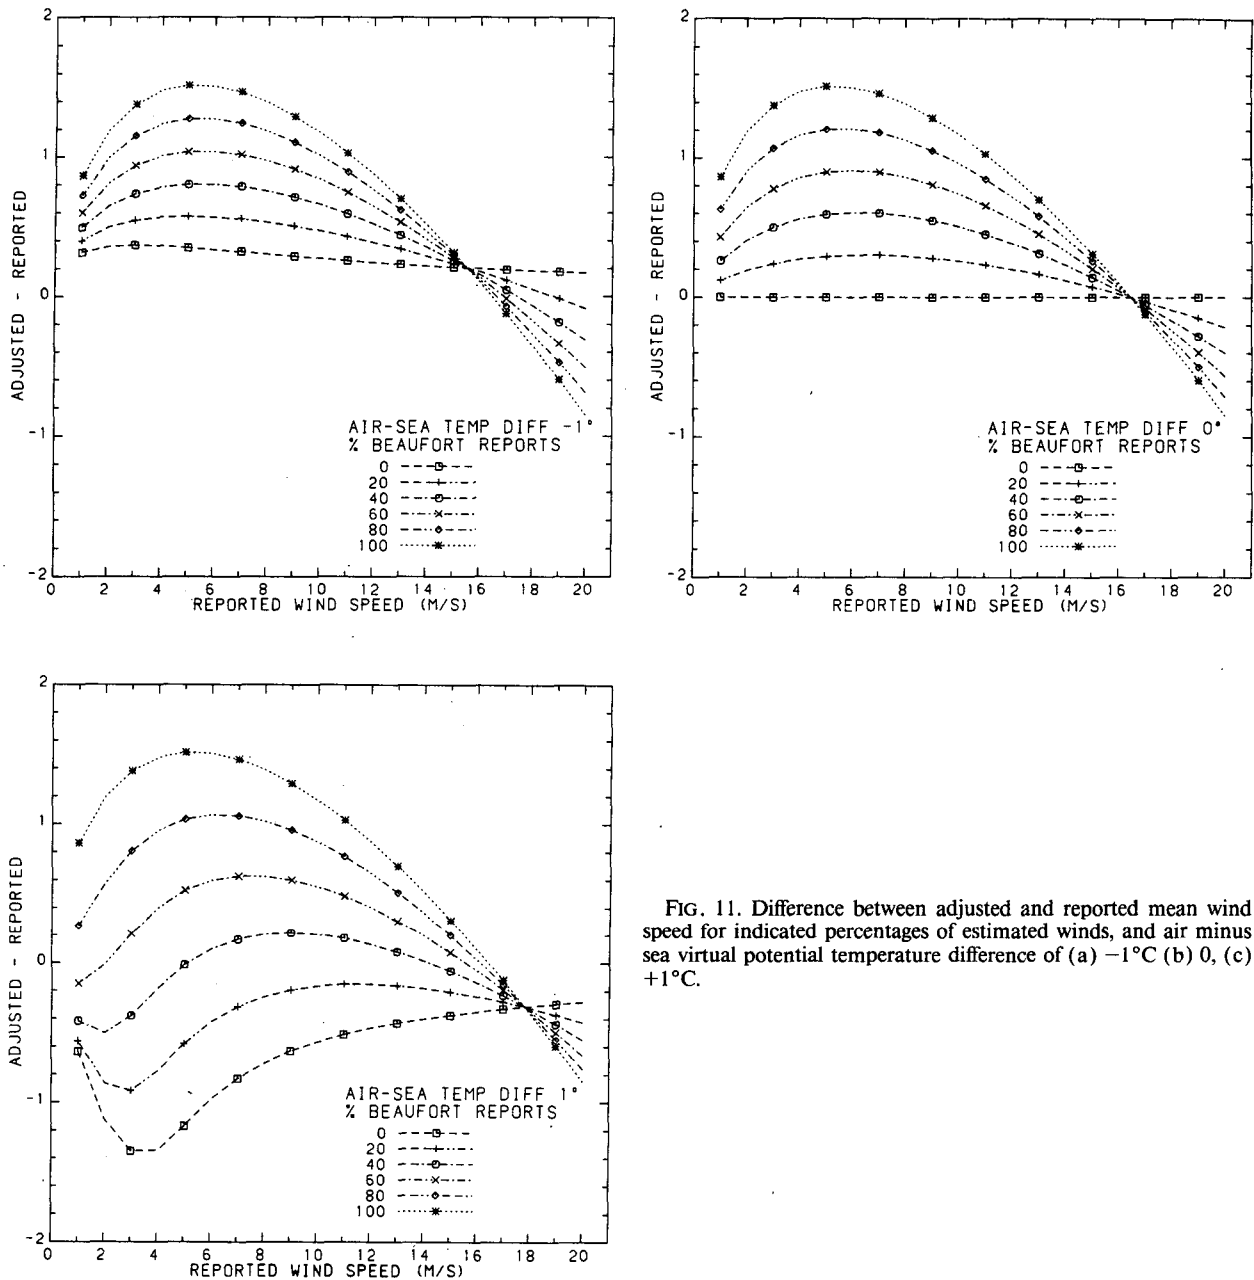 2
1
0
-1
-2
ADJUSTED - REPORTED
AIR-SEA TEMP DIFF -1°
% BEAUFORT REPORTS
0
20
40
60
80
100
0 2 4 6 8 10 12 14 16 18 20
REPORTED WIND SPEED (M/S)
2
1
0
-1
-2
ADJUSTED - REPORTED
AIR-SEA TEMP DIFF 0°
% BEAUFORT REPORTS
0
20
40
60
80
100
0 2 4 6 8 10 12 14 16 18 20
REPORTED WIND SPEED (M/S)
2
1
0
-1
-2
ADJUSTED - REPORTED
AIR-SEA TEMP DIFF 1°
% BEAUFORT REPORTS
0
20
40
60
80
100
0 2 4 6 8 10 12 14 16 18 20
REPORTED WIND SPEED (M/S)
FIG. 11. Difference between adjusted and reported mean wind
speed for indicated percentages of estimated winds, and air minus
sea virtual potential temperature difference of (a) −1°C (b) 0, (c)
+1°C.